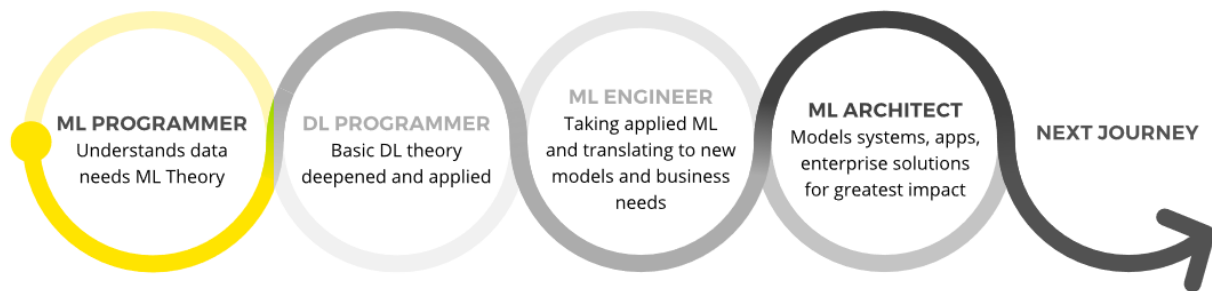 ML PROGRAMMER
Understands data
needs ML Theory
DL PROGRAMMER
Basic DL theory
deepened and applied
ML ENGINEER
Taking applied ML
and translating to new
models and business
needs
ML ARCHITECT
Models systems, apps,
enterprise solutions
for greatest impact
NEXT JOURNEY